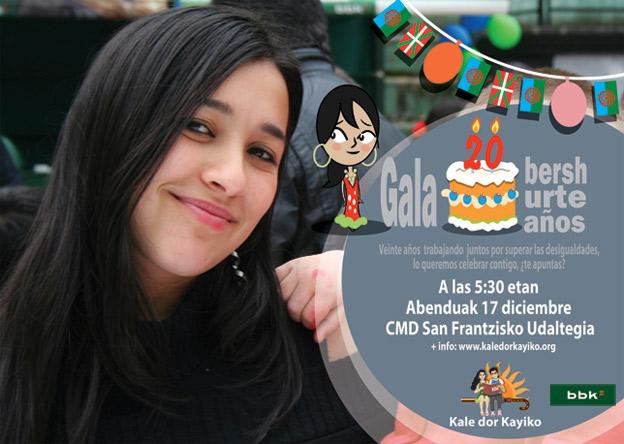 Gala
20
bersh
urte
años
Veinte años trabajando juntos por superar las desigualdades,
lo queremos celebrar contigo, ¿te apuntas?
A las 5:30 etan
Abenduak 17 diciembre
CMD San Frantzisko Udaltegia
+ info: www.kaledorkayiko.org
Kale dor Kayiko
bbk